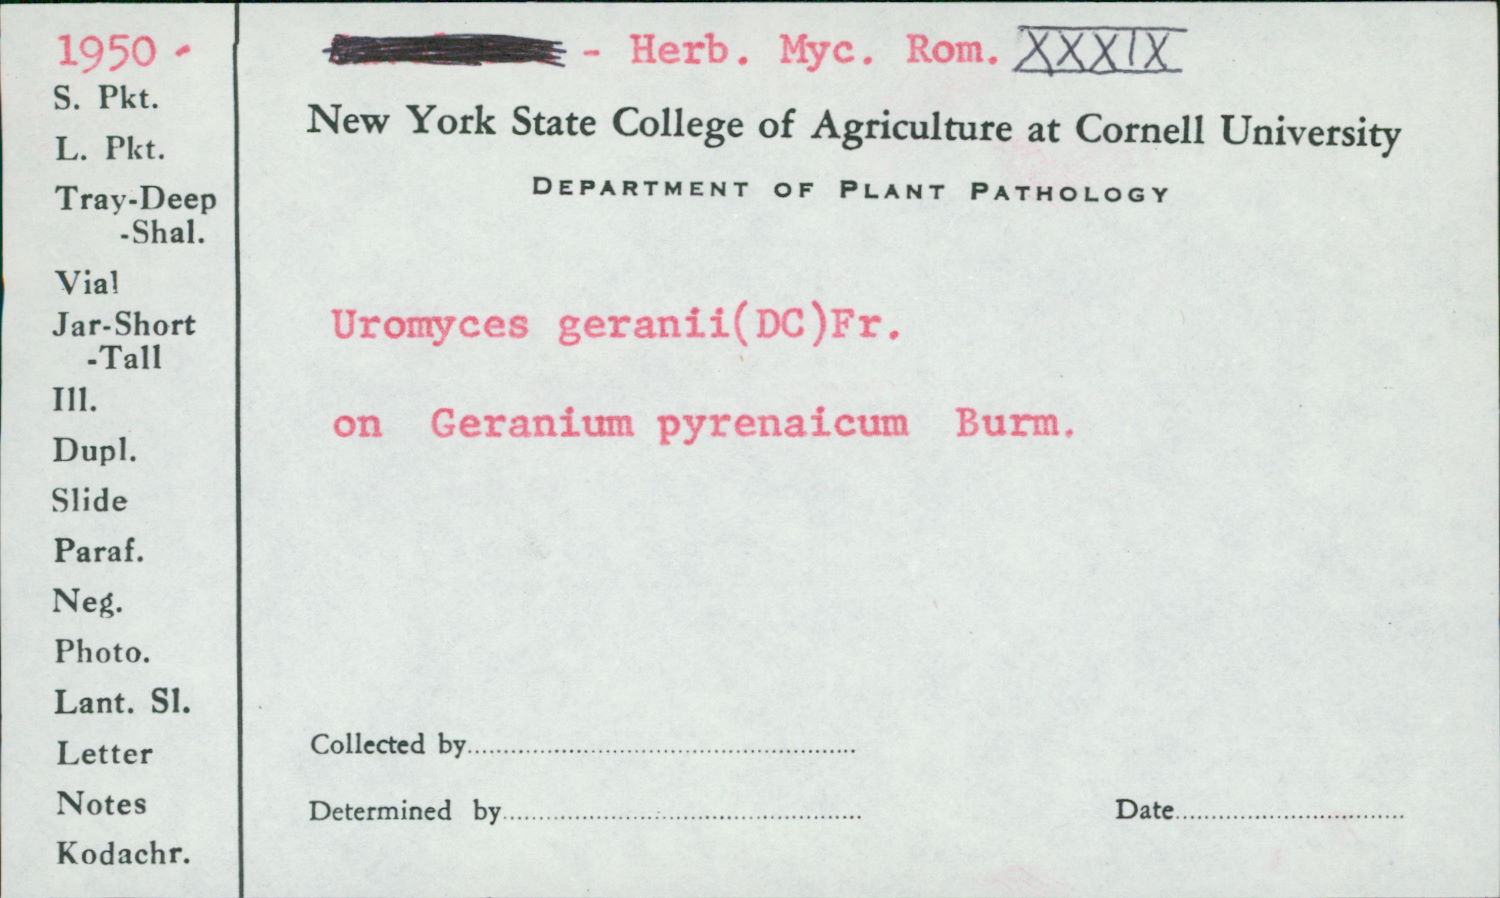 1950 -
- Herb. Myc. Rom. XXXIX
New York State College of Agriculture at Cornell University
DEPARTMENT OF PLANT PATHOLOGY
S. Pkt.
L. Pkt.
Tray-Deep
-Shal.
Vial
Jar-Short
-Tall
Ill.
Dupl.
Slide
Paraf.
Neg.
Photo.
Lant. Sl.
Letter
Notes
Kodachr.
Uromyces geranii(DC)Fr.
on Geranium pyrenaicum Burm.
Collected by
Determined by
Date